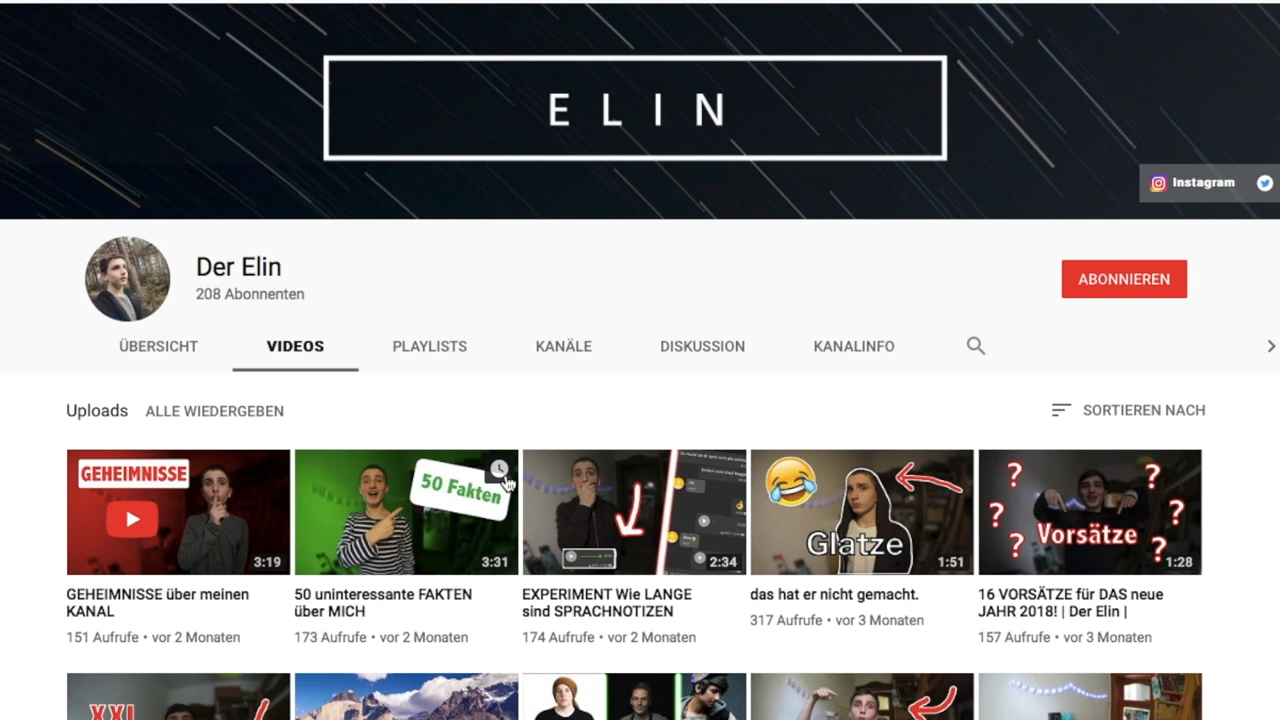 ELIN
Instagram
Der Elin
208 Abonnenten
ABONNIEREN
ÜBERSICHT VIDEOS PLAYLISTS KANÄLE DISKUSSION KANALINFO
Uploads ALLE WIEDERGEBEN SORTIEREN NACH
GEHEIMNISSE
3:19
50 Fakten
3:31
2:34
Glatze
1:51
? ? ? ? ? ?
Vorsätze
1:28
GEHEIMNISSE über meinen
KANAL
151 Aufrufe • vor 2 Monaten
50 uninteressante FAKTEN
über MICH
173 Aufrufe • vor 2 Monaten
EXPERIMENT Wie LANGE
sind SPRACHNOTIZEN
174 Aufrufe • vor 2 Monaten
das hat er nicht gemacht.
317 Aufrufe • vor 3 Monaten
16 VORSÄTZE für DAS neue
JAHR 2018! | Der Elin |
157 Aufrufe • vor 3 Monaten
XXL